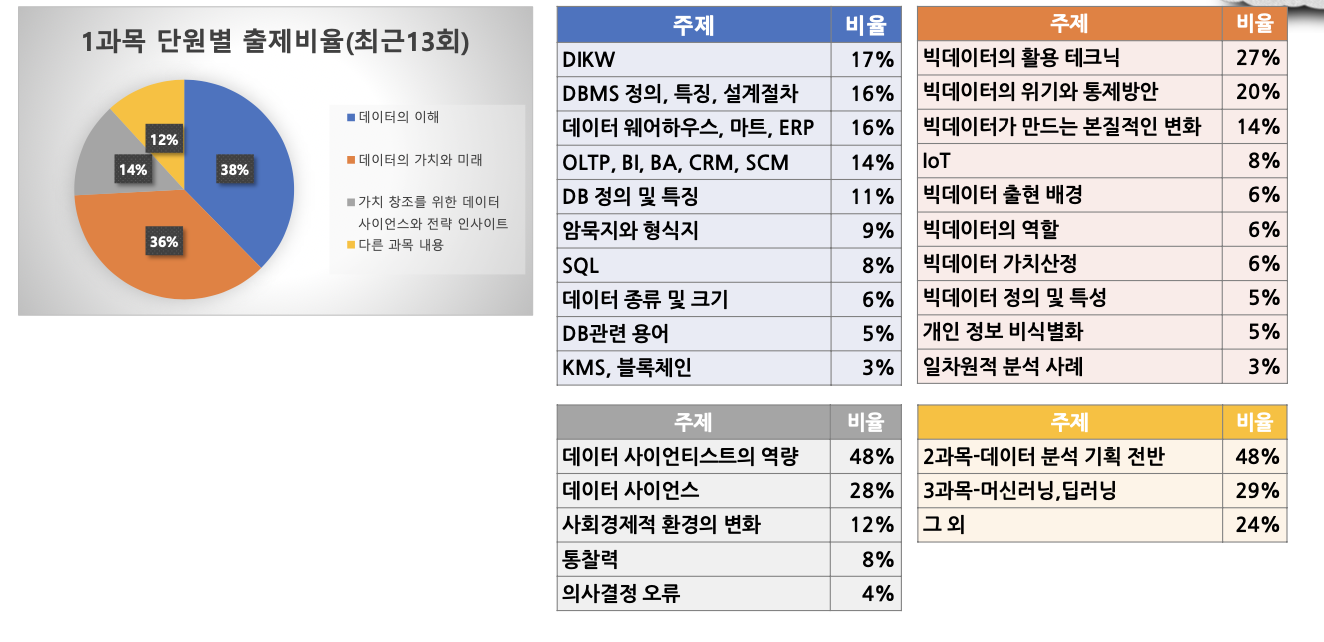 1과목 단원별 출제비율(최근13회)
12%
14%
38%
36%
데이터의 이해
데이터의 가치와 미래
가치 창조를 위한 데이터
사이언스와 전략 인사이트
다른 과목 내용
주제 비율
DIKW 17%
DBMS 정의, 특징, 설계절차 16%
데이터 웨어하우스, 마트, ERP 16%
OLTP, BI, BA, CRM, SCM 14%
DB 정의 및 특징 11%
암묵지와 형식지 9%
SQL 8%
데이터 종류 및 크기 6%
DB관련 용어 5%
KMS, 블록체인 3%
주제 비율
빅데이터의 활용 테크닉 27%
빅데이터의 위기와 통제방안 20%
빅데이터가 만드는 본질적인 변화 14%
IoT 8%
빅데이터 출현 배경 6%
빅데이터의 역할 6%
빅데이터 가치산정 6%
빅데이터 정의 및 특성 5%
개인 정보 비식별화 5%
일차원적 분석 사례 3%
주제 비율
데이터 사이언티스트의 역량 48%
데이터 사이언스 28%
사회경제적 환경의 변화 12%
통찰력 8%
의사결정 오류 4%
주제 비율
2과목-데이터 분석 기획 전반 48%
3과목-머신러닝,딥러닝 29%
그 외 24%